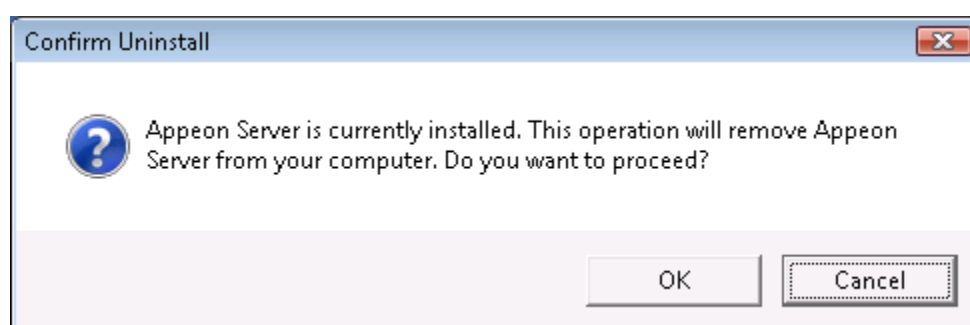 Confirm Uninstall
Appeon Server is currently installed. This operation will remove Appeon
Server from your computer. Do you want to proceed?
OK
Cancel